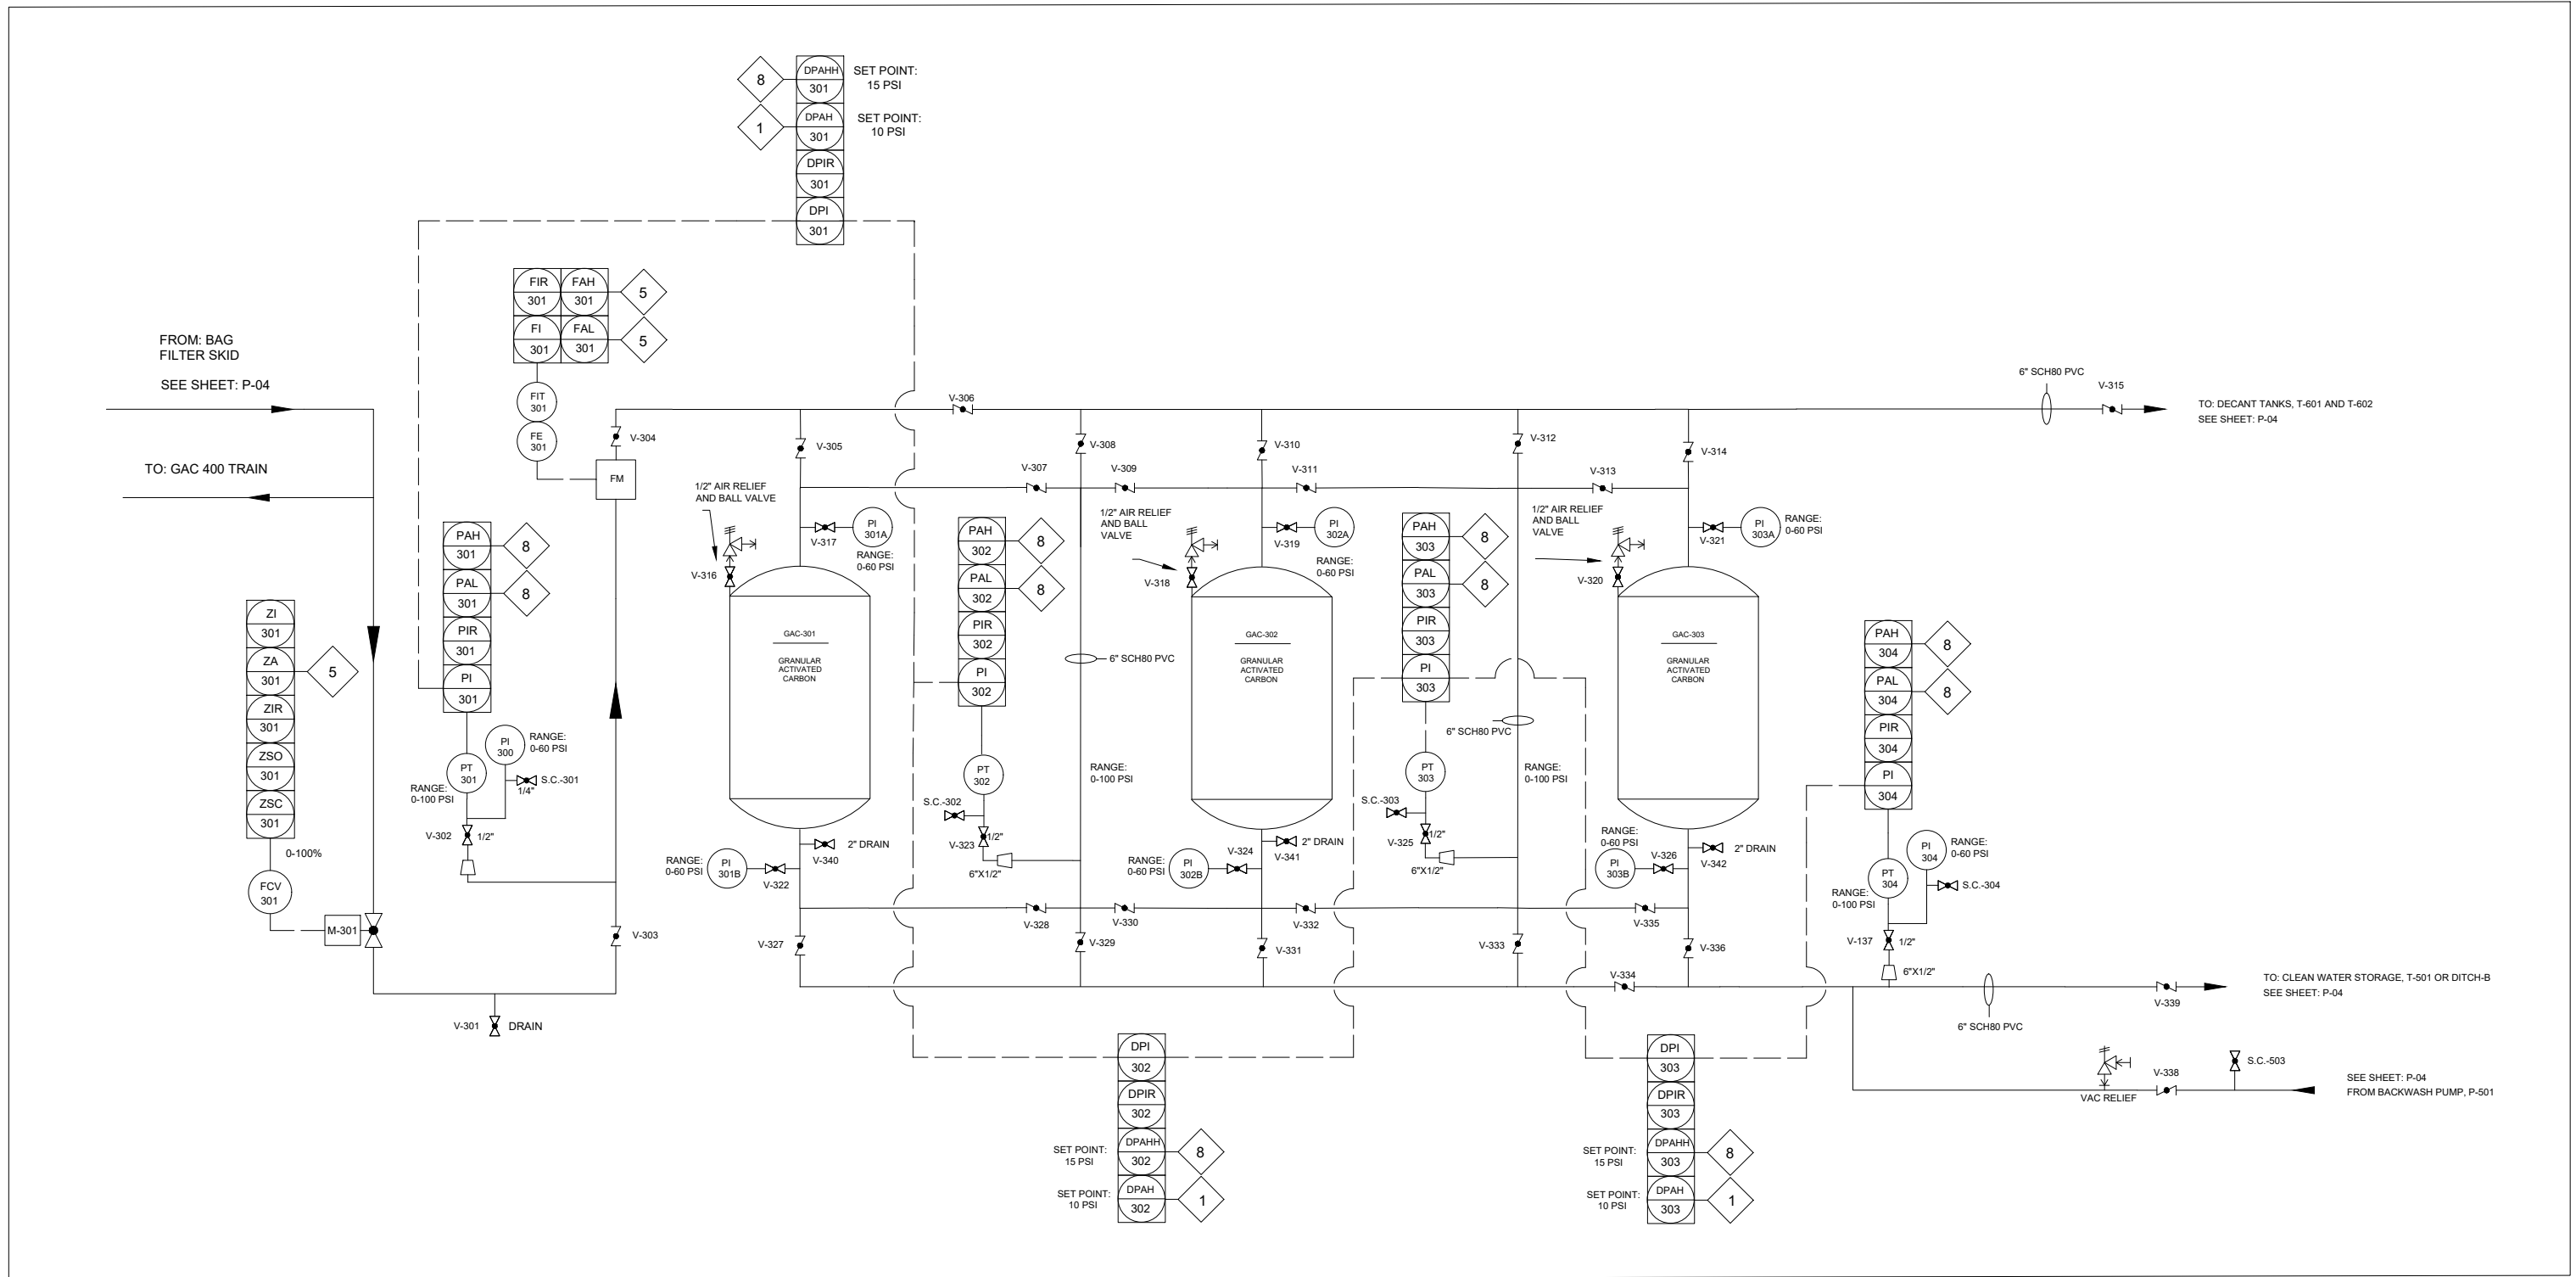 8
DPAHH
301
SET POINT:
15 PSI
1
DPAH
301
SET POINT:
10 PSI
DPIR
301
DPI
301
FIR
301
FAH
301
5
FI
301
FAL
301
5
FIT
301
FE
301
FM
FROM: BAG
FILTER SKID
SEE SHEET: P-04
TO: GAC 400 TRAIN
V-304
V-305
V-306
V-308
V-310
V-312
V-314
6" SCH80 PVC
V-315
TO: DECANT TANKS, T-601 AND T-602
SEE SHEET: P-04
V-307
V-309
V-311
V-313
1/2" AIR RELIEF
AND BALL VALVE
V-316
V-317
PI
301A
RANGE:
0-60 PSI
1/2" AIR RELIEF
AND BALL
VALVE
V-318
V-319
PI
302A
RANGE:
0-60 PSI
1/2" AIR RELIEF
AND BALL
VALVE
V-320
V-321
PI
303A
RANGE:
0-60 PSI
PAH
301
8
PAL
301
8
PIR
301
PI
301
PT
301
RANGE:
0-100 PSI
PI
300
RANGE:
0-60 PSI
S.C.-301
1/4"
V-302
1/2"
ZI
301
ZA
301
5
ZIR
301
ZSO
301
ZSC
301
0-100%
FCV
301
M-301
V-301
DRAIN
V-303
GAC-301
GRANULAR
ACTIVATED
CARBON
PAH
302
8
PAL
302
8
PIR
302
PI
302
PT
302
S.C.-302
1/2"
V-323
6"X1/2"
6" SCH80 PVC
RANGE:
0-100 PSI
GAC-302
GRANULAR
ACTIVATED
CARBON
PAH
303
8
PAL
303
8
PIR
303
PI
303
PT
303
S.C.-303
1/2"
V-325
6"X1/2"
6" SCH80 PVC
RANGE:
0-100 PSI
GAC-303
GRANULAR
ACTIVATED
CARBON
PAH
304
8
PAL
304
8
PIR
304
PI
304
PT
304
RANGE:
0-100 PSI
PI
304
RANGE:
0-60 PSI
S.C.-304
V-137
1/2"
6"X1/2"
2" DRAIN
V-340
RANGE:
0-60 PSI
PI
301B
V-322
2" DRAIN
V-341
V-324
RANGE:
0-60 PSI
PI
302B
2" DRAIN
V-342
V-326
RANGE:
0-60 PSI
PI
303B
V-328
V-330
V-332
V-335
V-327
V-329
V-331
V-333
V-336
V-334
6" SCH80 PVC
V-339
TO: CLEAN WATER STORAGE, T-501 OR DITCH-B
SEE SHEET: P-04
VAC RELIEF
V-338
S.C.-503
SEE SHEET: P-04
FROM BACKWASH PUMP, P-501
DPI
302
DPIR
302
SET POINT:
15 PSI
DPAHH
302
8
SET POINT:
10 PSI
DPAH
302
1
DPI
303
DPIR
303
SET POINT:
15 PSI
DPAHH
303
8
SET POINT:
10 PSI
DPAH
303
1